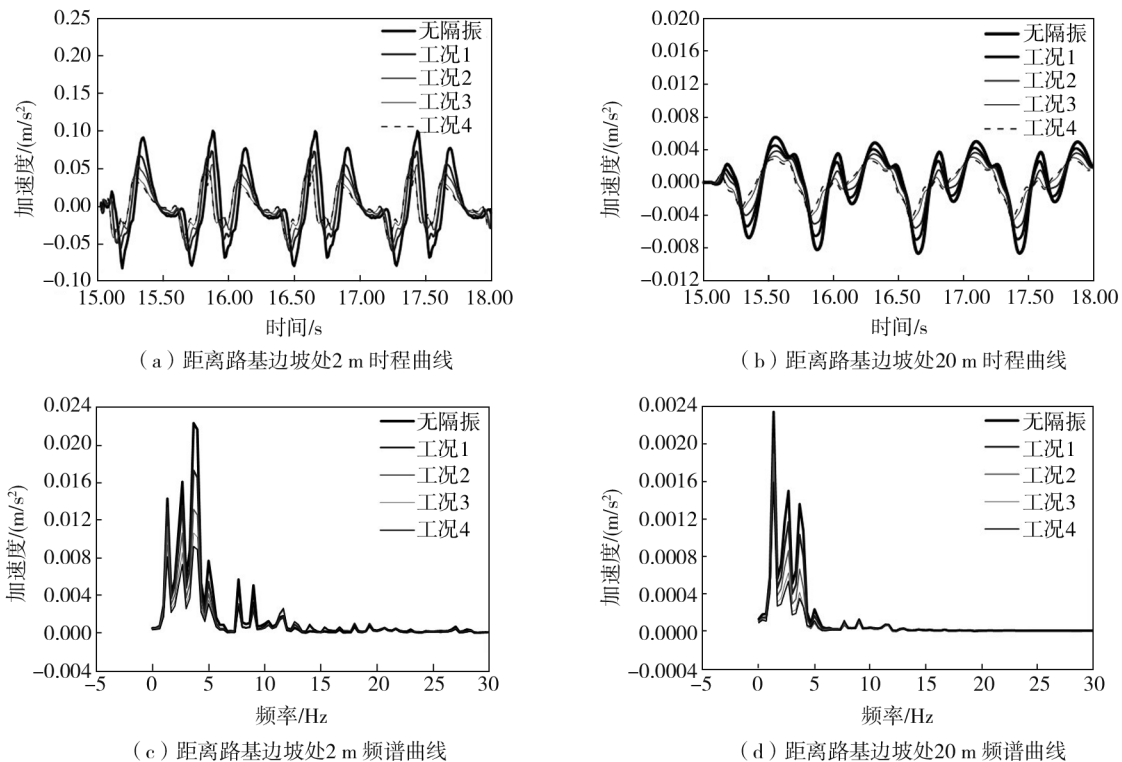 0.25
0.20
0.15
0.10
0.05
0.00
−0.05
−0.10
加速度/(m/s²)
无隔振
工况1
工况2
工况3
工况4
15.00 15.50 16.00 16.50 17.00 17.50 18.00
时间/s
（a）距离路基边坡处2 m 时程曲线
0.020
0.016
0.012
0.008
0.004
0.000
−0.004
−0.008
−0.012
加速度/(m/s²)
无隔振
工况1
工况2
工况3
工况4
15.00 15.50 16.00 16.50 17.00 17.50 18.00
时间/s
（b）距离路基边坡处20 m 时程曲线
0.024
0.020
0.016
0.012
0.008
0.004
0.000
−0.004
加速度/(m/s²)
无隔振
工况1
工况2
工况3
工况4
−5 0 5 10 15 20 25 30
频率/Hz
（c）距离路基边坡处2 m 频谱曲线
0.0024
0.0020
0.0016
0.0012
0.0008
0.0004
0.0000
−0.0004
加速度/(m/s²)
无隔振
工况1
工况2
工况3
工况4
−5 0 5 10 15 20 25 30
频率/Hz
（d）距离路基边坡处20 m 频谱曲线